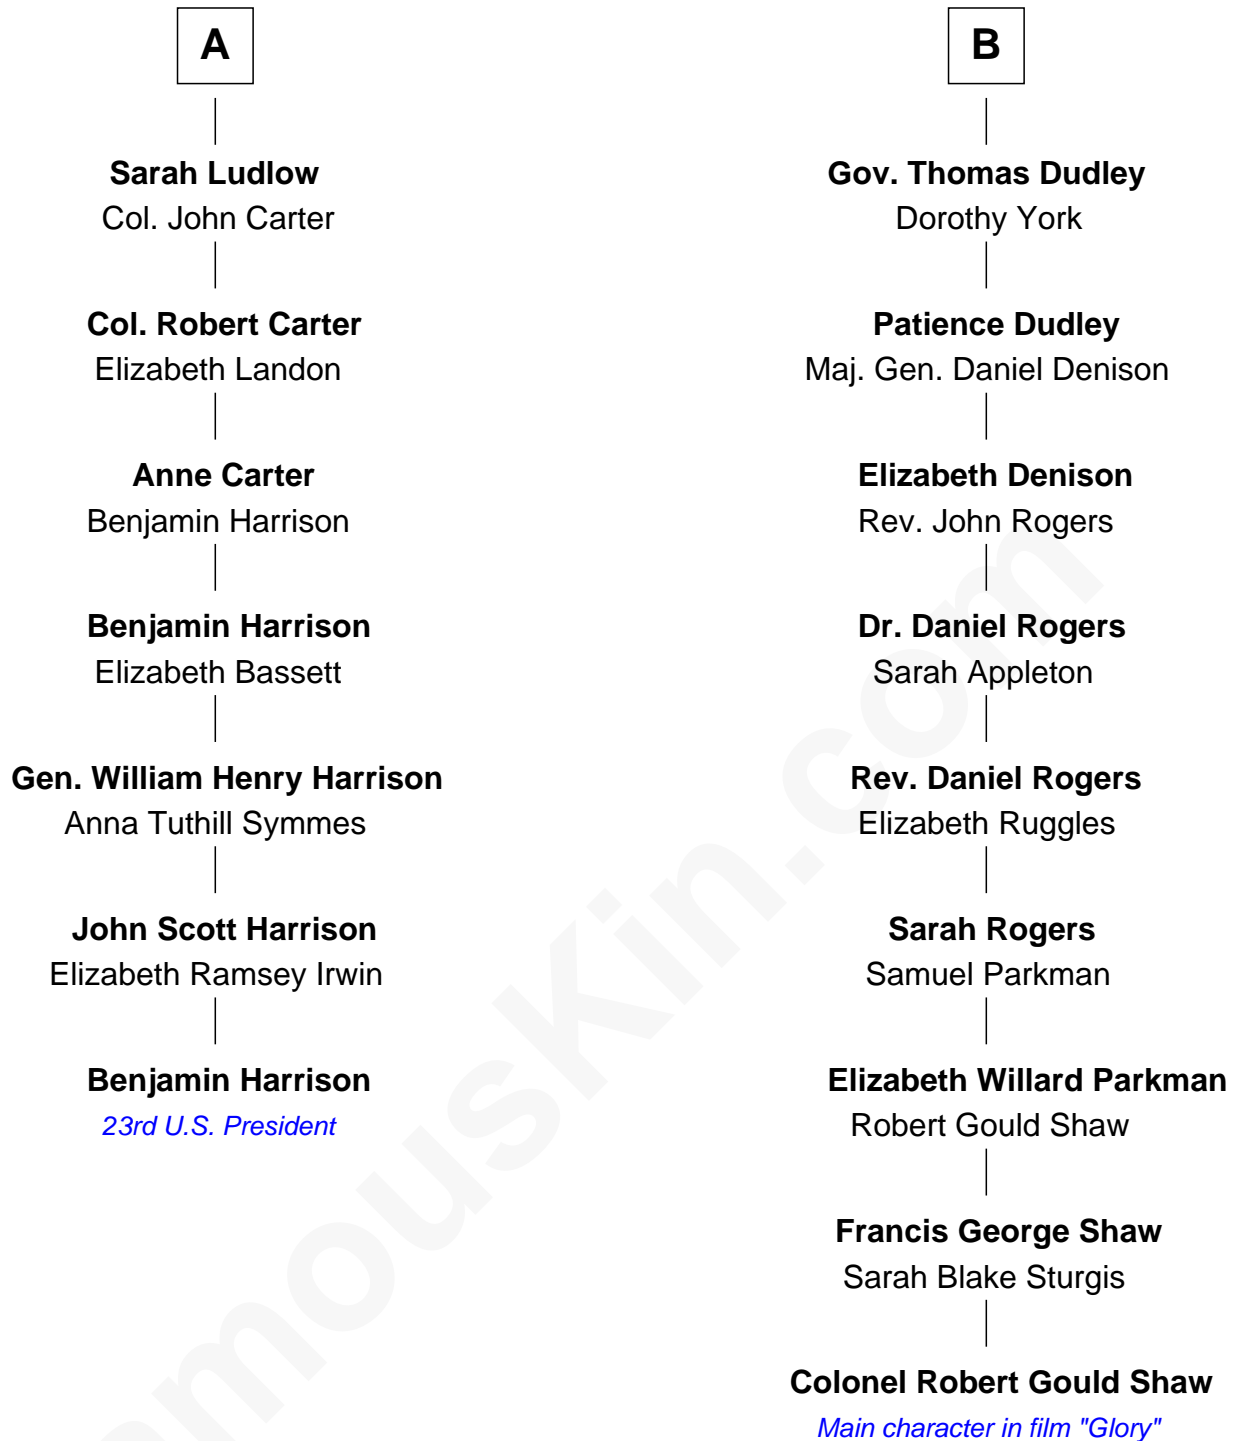 A
Sarah Ludlow
Col. John Carter
Col. Robert Carter
Elizabeth Landon
Anne Carter
Benjamin Harrison
Benjamin Harrison
Elizabeth Bassett
Gen. William Henry Harrison
Anna Tuthill Symmes
John Scott Harrison
Elizabeth Ramsey Irwin
Benjamin Harrison
23rd U.S. President
B
Gov. Thomas Dudley
Dorothy York
Patience Dudley
Maj. Gen. Daniel Denison
Elizabeth Denison
Rev. John Rogers
Dr. Daniel Rogers
Sarah Appleton
Rev. Daniel Rogers
Elizabeth Ruggles
Sarah Rogers
Samuel Parkman
Elizabeth Willard Parkman
Robert Gould Shaw
Francis George Shaw
Sarah Blake Sturgis
Colonel Robert Gould Shaw
Main character in film "Glory"
amousKin.com